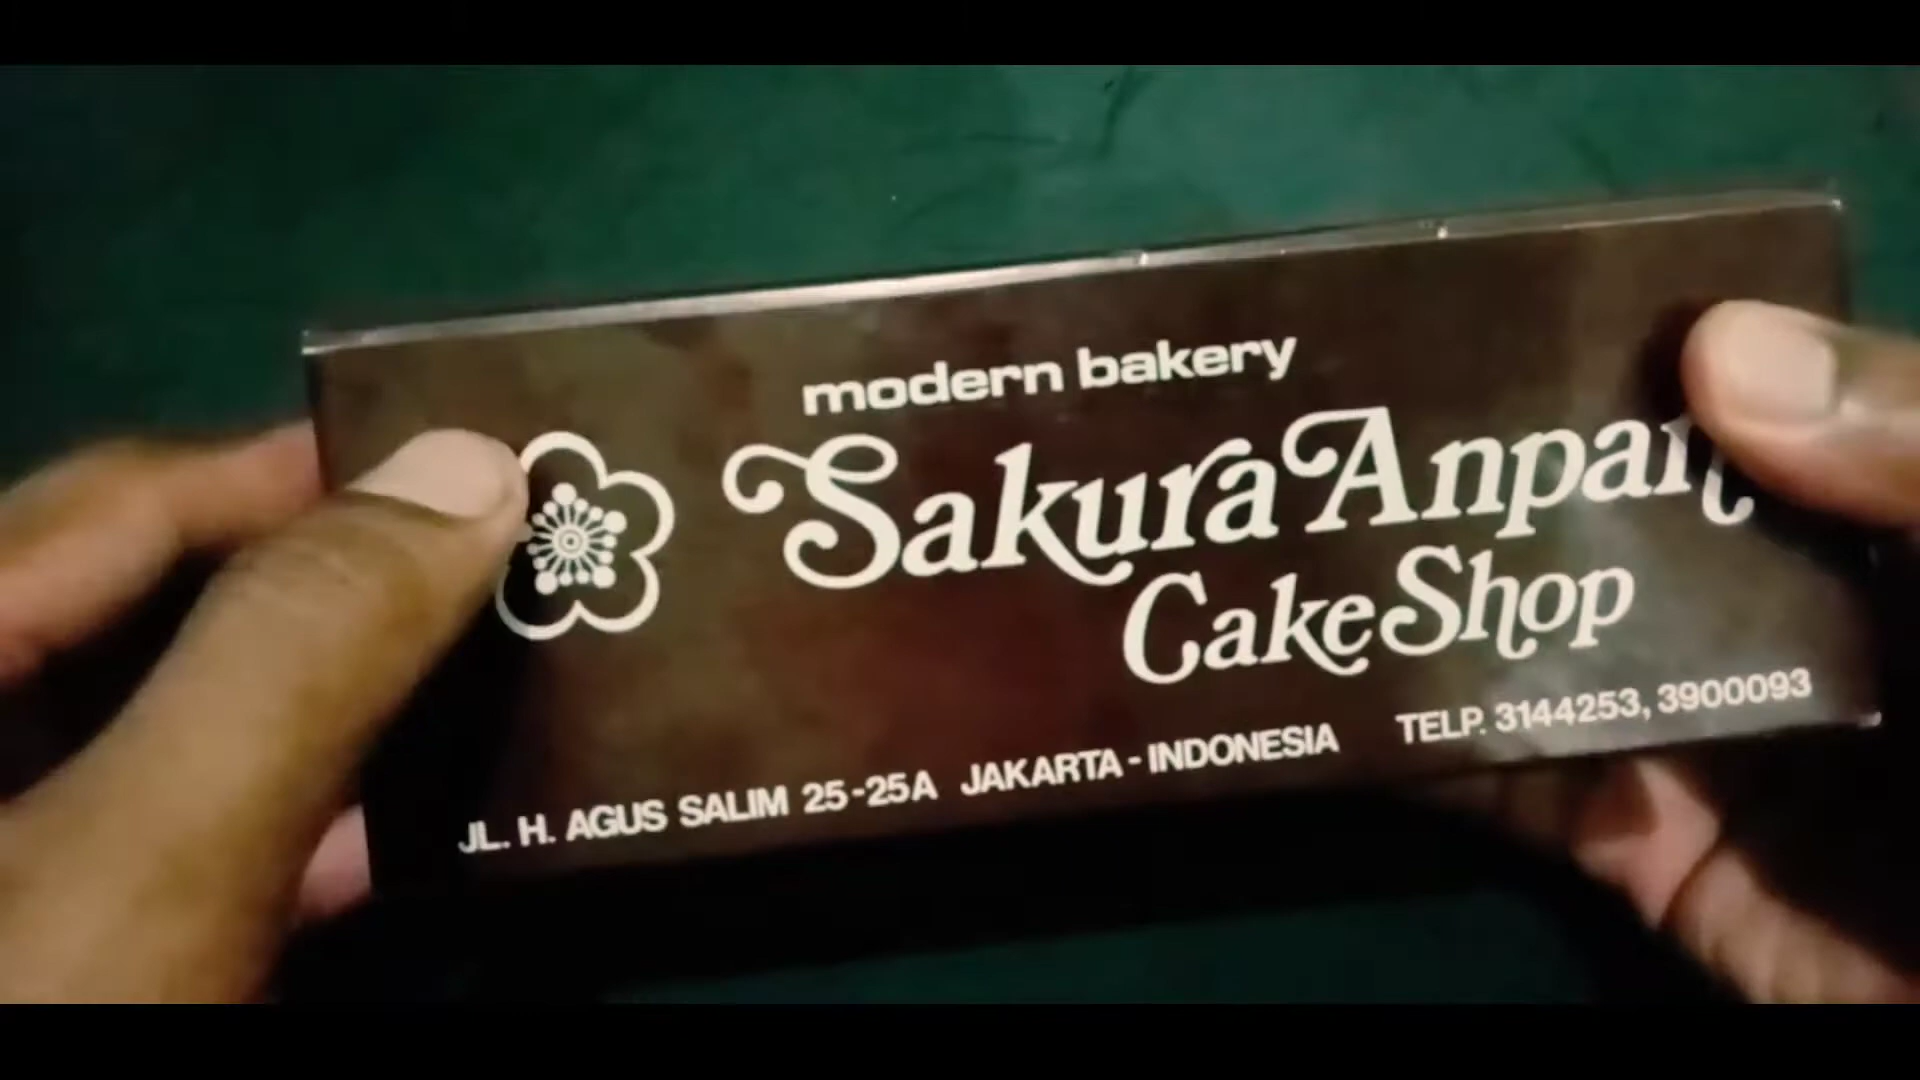 modern bakery
Sakura Anpan
Cake Shop
JL. H. AGUS SALIM 25-25A JAKARTA - INDONESIA TELP. 3144253, 3900093